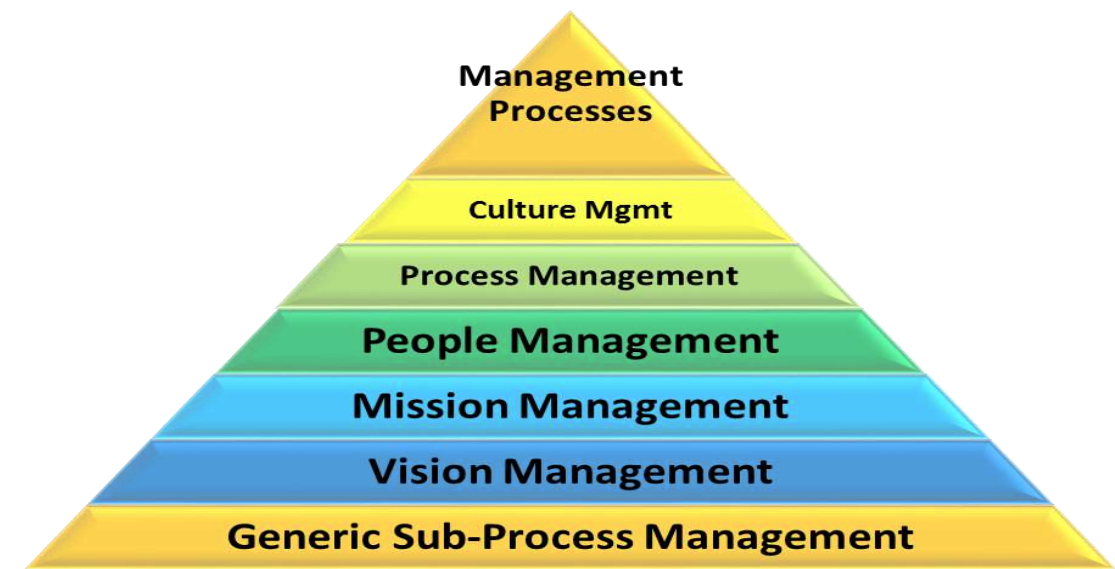 Management
Processes
Culture Mgmt
Process Management
People Management
Mission Management
Vision Management
Generic Sub-Process Management